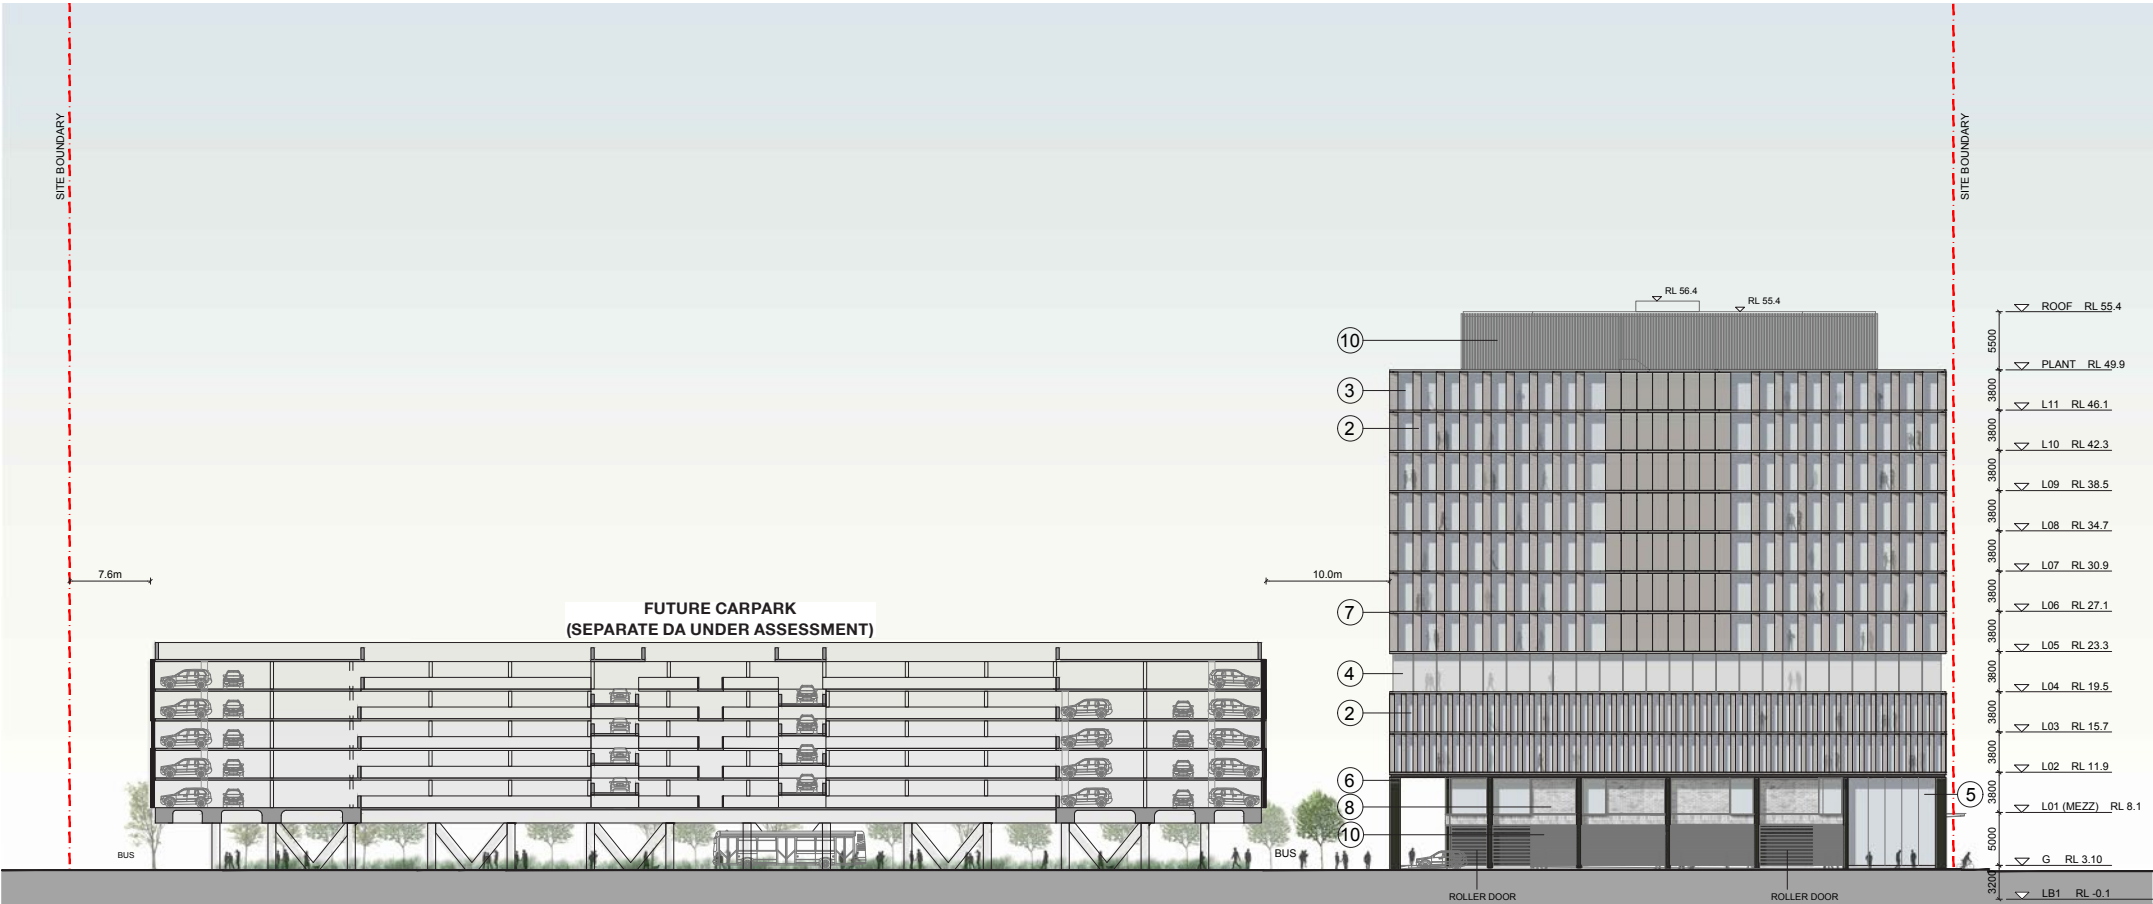 SITE BOUNDARY
SITE BOUNDARY
RL 56.4
RL 55.4
ROOF RL 55.4
5500
10
PLANT RL 49.9
3
3800
L11 RL 46.1
2
3800
L10 RL 42.3
3800
L09 RL 38.5
3800
L08 RL 34.7
3800
7.6m
10.0m
L07 RL 30.9
3800
FUTURE CARPARK
(SEPARATE DA UNDER ASSESSMENT)
7
L06 RL 27.1
3800
L05 RL 23.3
4
3800
L04 RL 19.5
2
3800
L03 RL 15.7
3800
L02 RL 11.9
6
3800
5
8
L01 (MEZZ) RL 8.1
10
5000
BUS
BUS
G RL 3.10
3200
ROLLER DOOR
ROLLER DOOR
LB1 RL -0.1